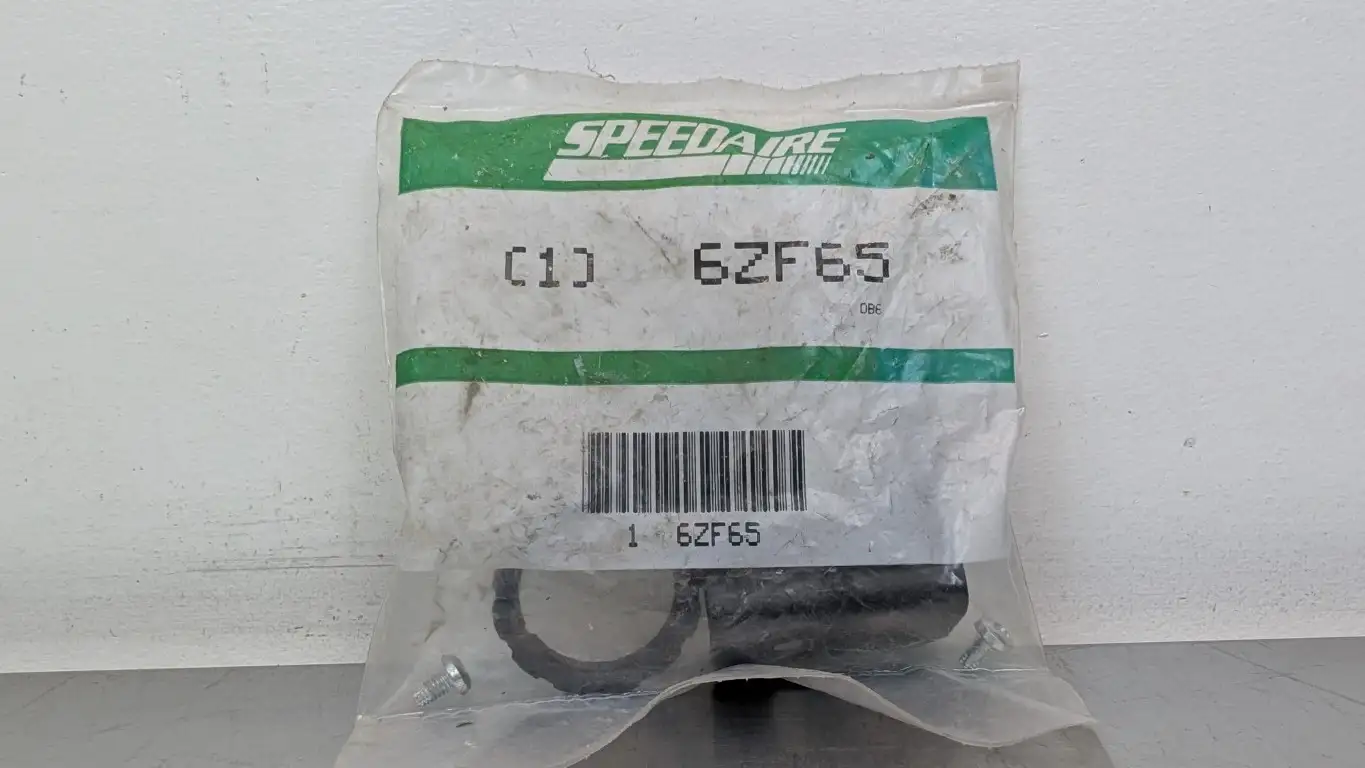 SPEEDAIRE
(1) 6ZF65
DB6
1 6ZF65